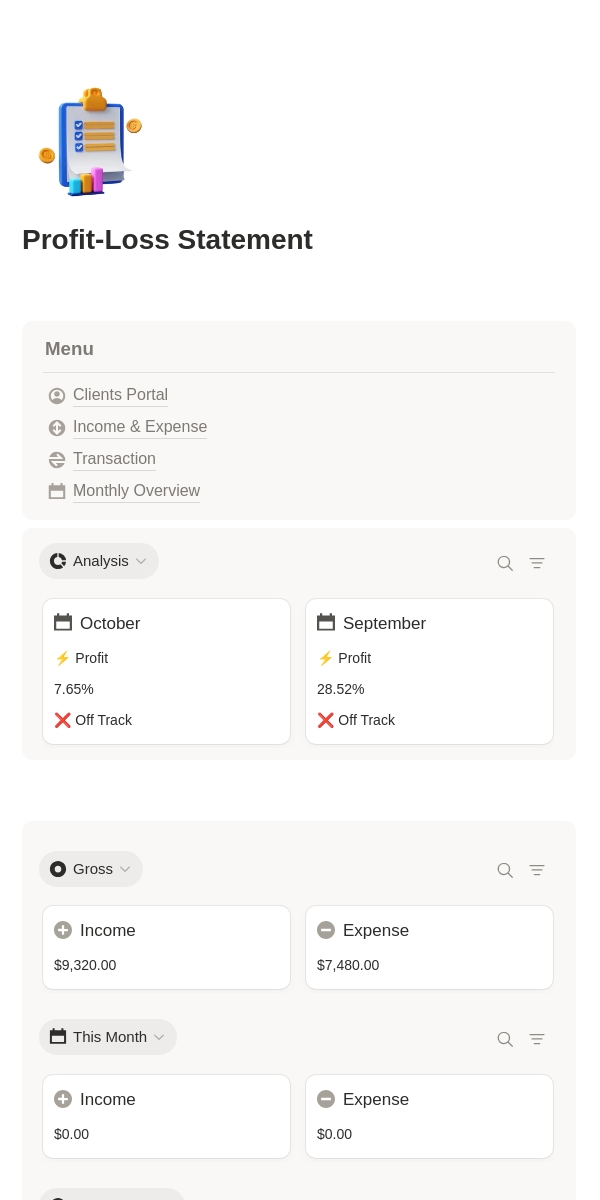 Profit-Loss Statement
Menu
Clients Portal
Income & Expense
Transaction
Monthly Overview
Analysis
October
⚡ Profit
7.65%
❌ Off Track
September
⚡ Profit
28.52%
❌ Off Track
Gross
Income
$9,320.00
Expense
$7,480.00
This Month
Income
$0.00
Expense
$0.00